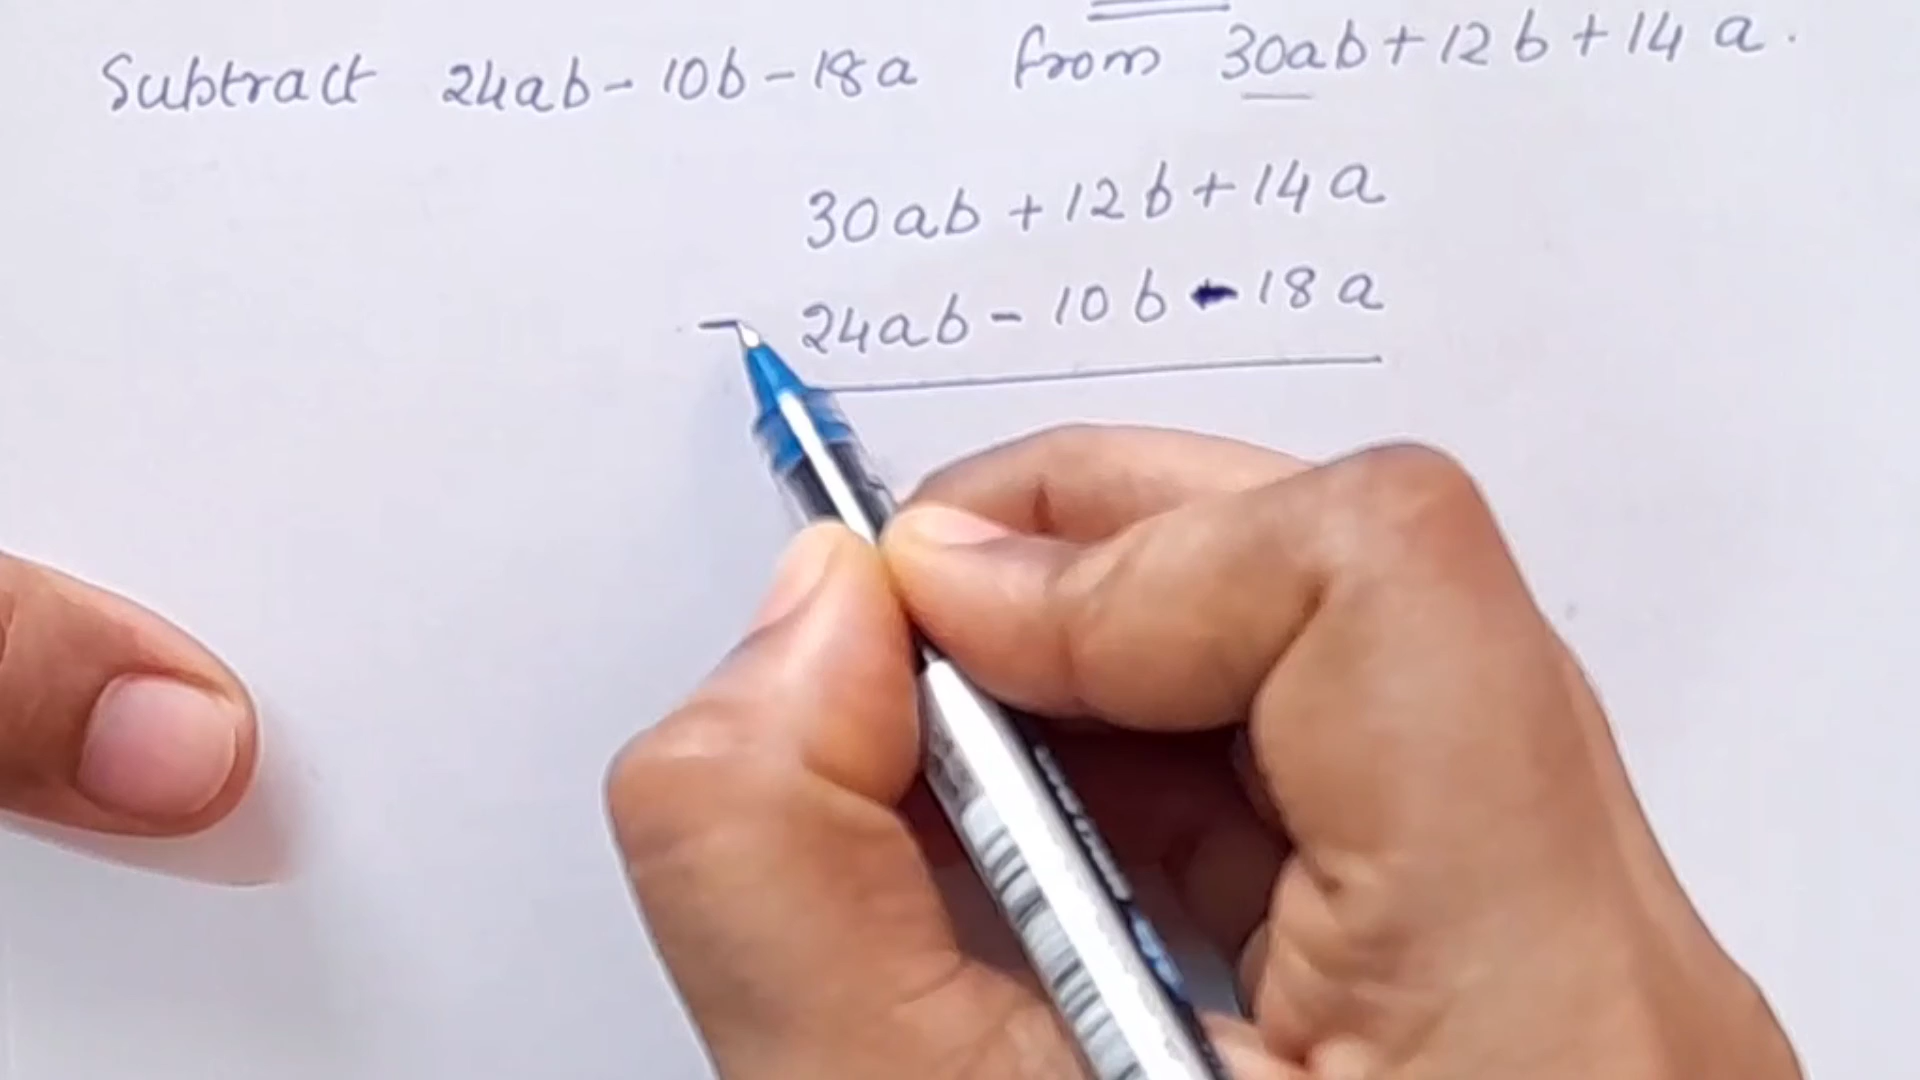 Subtract 24ab - 10b - 18a from 30ab + 12b + 14a.
30ab + 12b + 14a
- 24ab - 10b - 18a